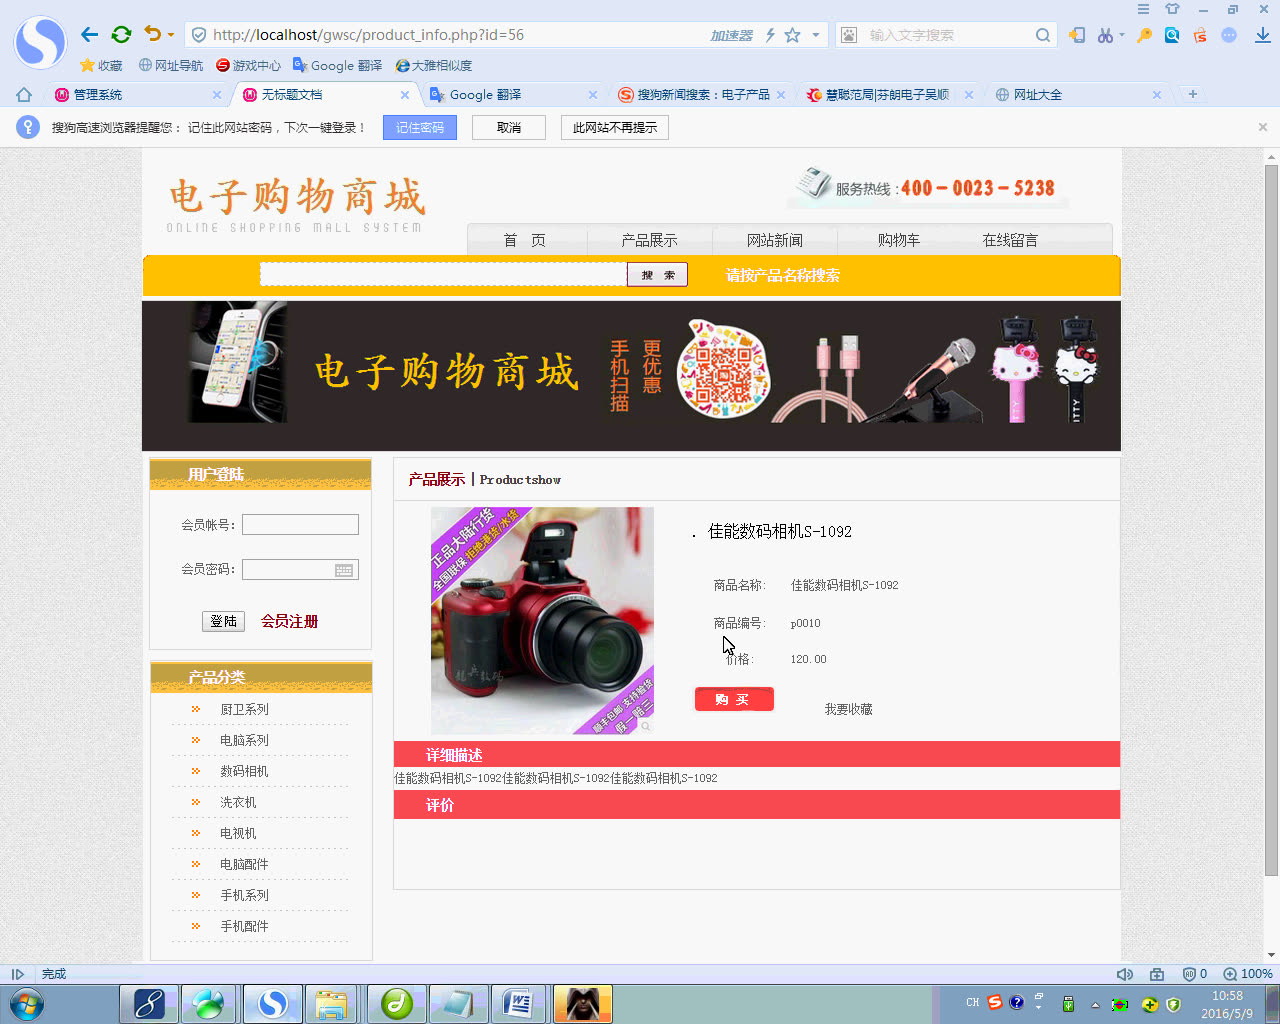 http://localhost/gwsc/product_info.php?id=56
加速器
输入文字搜索
收藏 网址导航 游戏中心 Google 翻译 大雅相似度
管理系统 无标题文档 Google 翻译 搜狗新闻搜索：电子产品 慧聪范局|芬朗电子吴顺 网址大全
搜狗高速浏览器提醒您： 记住此网站密码，下次一键登录！ 记住密码 取消 此网站不再提示
电子购物商城
ONLINE SHOPPING MALL SYSTEM
服务热线 :400-0023-5238
首 页 产品展示 网站新闻 购物车 在线留言
搜 索 请按产品名称搜索
电子购物商城
手机扫描
更优惠
用户登陆
会员帐号:
会员密码:
登陆 会员注册
产品分类
厨卫系列
电脑系列
数码相机
洗衣机
电视机
电脑配件
手机系列
手机配件
产品展示 | Productshow
正品大陆行货
全国联保 拒绝港货/水货
顺丰包邮 支持验货
假一赔三
. 佳能数码相机S-1092
商品名称: 佳能数码相机S-1092
商品编号: p0010
价格: 120.00
购 买 我要收藏
详细描述
佳能数码相机S-1092佳能数码相机S-1092佳能数码相机S-1092
评价
完成
0 100%
CH
10:58
2016/5/9